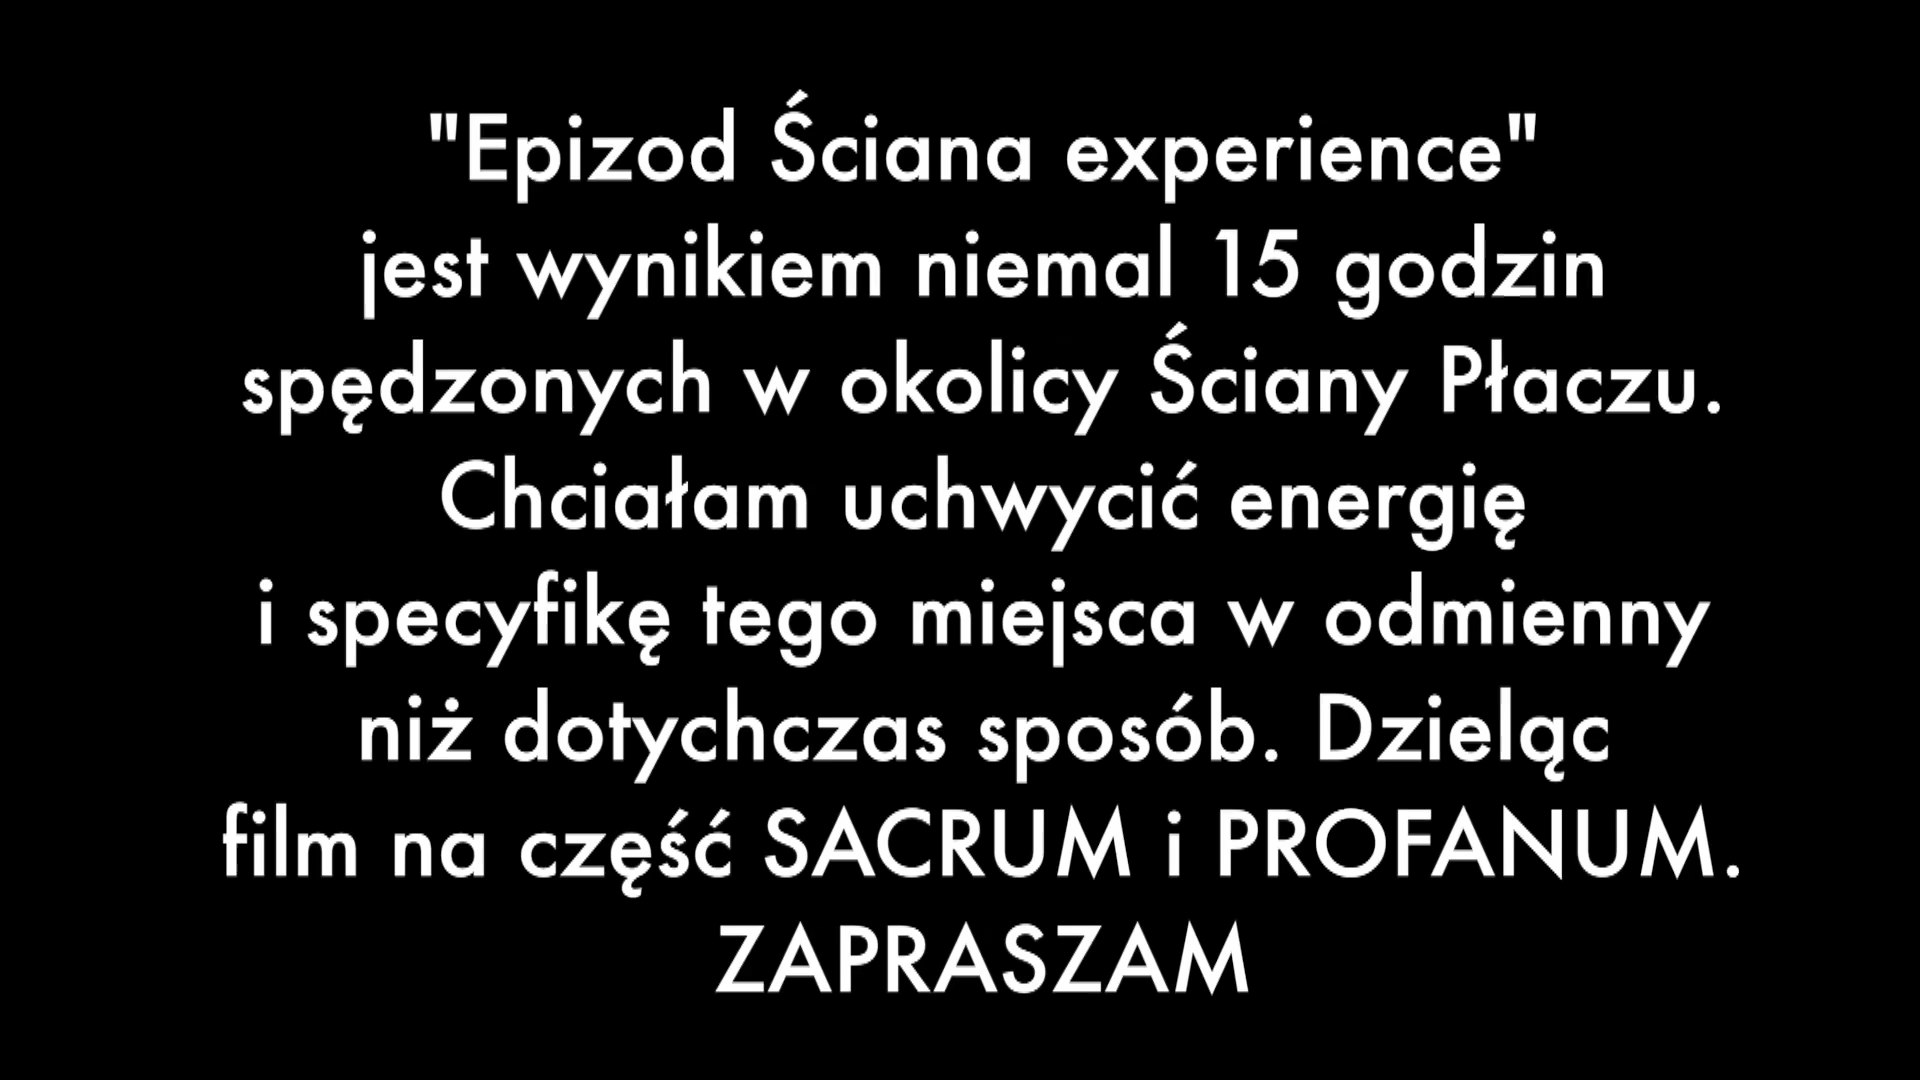 "Epizod Ściana experience"
jest wynikiem niemal 15 godzin
spędzonych w okolicy Ściany Płaczu.
Chciałam uchwycić energię
i specyfikę tego miejsca w odmienny
niż dotychczas sposób. Dzieląc
film na część SACRUM i PROFANUM.
ZAPRASZAM